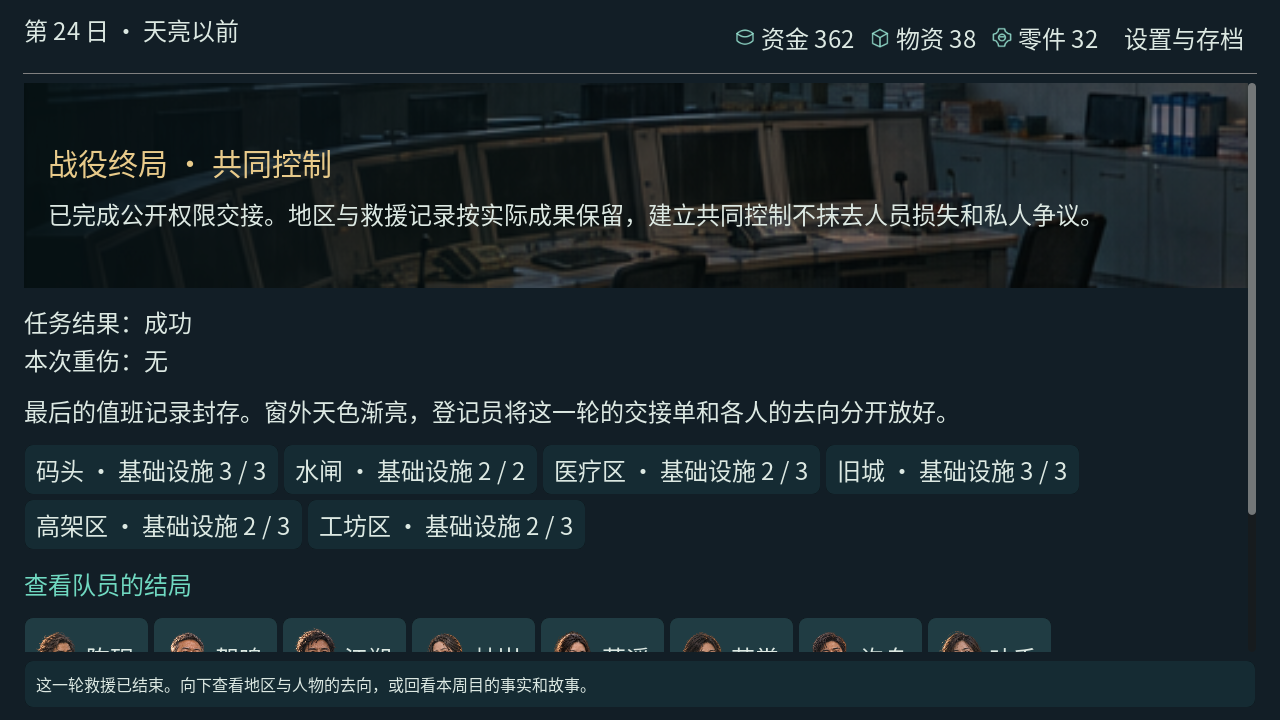 第 24 日 · 天亮以前
资金 362 物资 38 零件 32 设置与存档
战役终局 · 共同控制
已完成公开权限交接。地区与救援记录按实际成果保留，建立共同控制不抹去人员损失和私人争议。
任务结果：成功
本次重伤：无
最后的值班记录封存。窗外天色渐亮，登记员将这一轮的交接单和各人的去向分开放好。
码头 · 基础设施 3 / 3 水闸 · 基础设施 2 / 2 医疗区 · 基础设施 2 / 3 旧城 · 基础设施 3 / 3
高架区 · 基础设施 2 / 3 工坊区 · 基础设施 2 / 3
查看队员的结局
这一轮救援已结束。向下查看地区与人物的去向，或回看本周目的事实和故事。